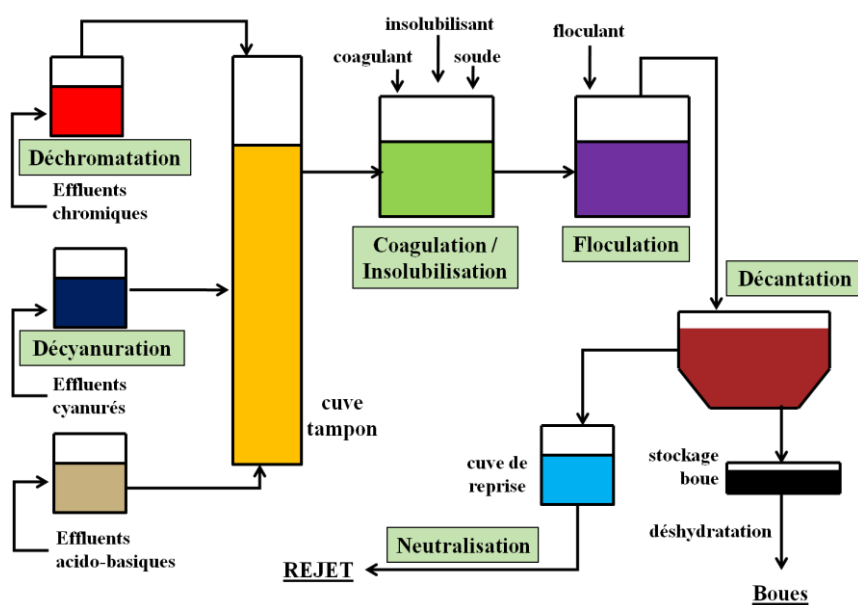 insolubilisant
coagulant
soude
floculant
Déchromatation
Effluents
chromiques
Coagulation /
Insolubilisation
Floculation
Décantation
Décyanuration
Effluents
cyanurés
cuve
tampon
cuve de
reprise
stockage
boue
Effluents
acido-basiques
déshydratation
Neutralisation
REJET
Boues